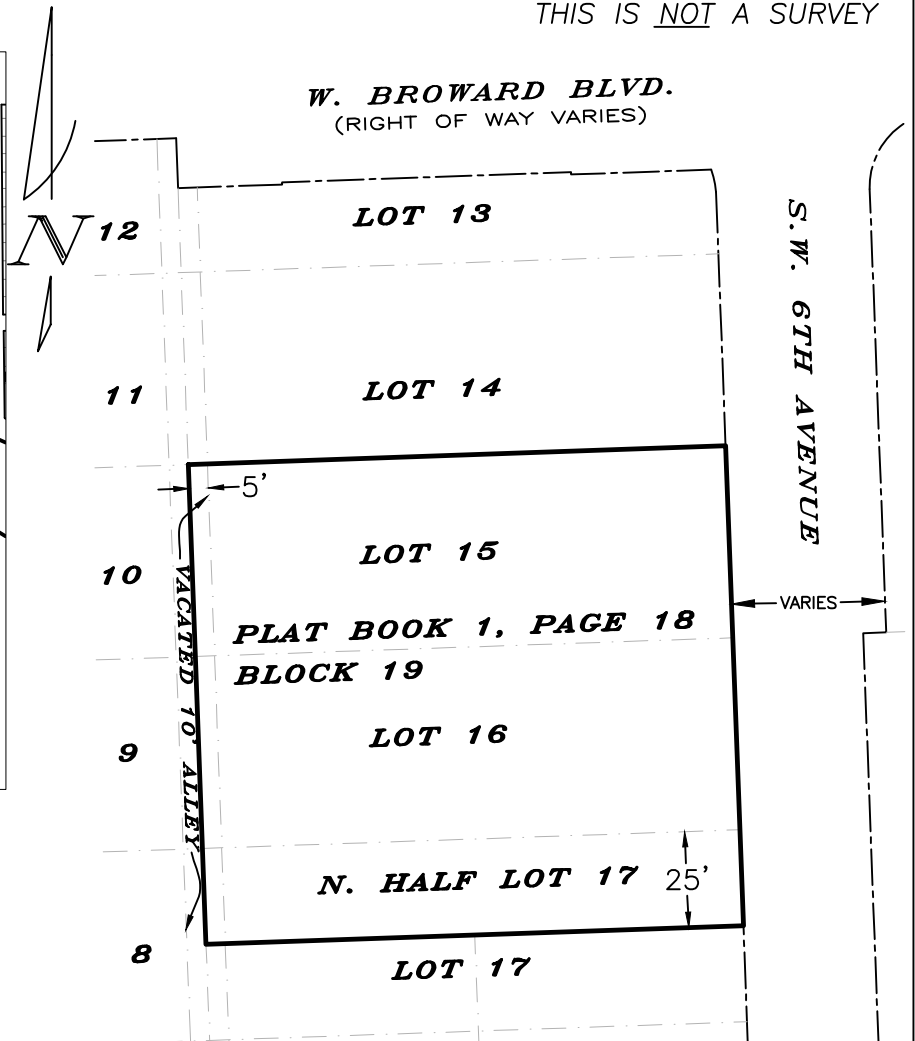 THIS IS NOT A SURVEY
W. BROWARD BLVD.
(RIGHT OF WAY VARIES)
N
12
LOT 13
S.W. 6TH AVENUE
11
LOT 14
5'
10
LOT 15
VARIES
VACATED 10' ALLEY
PLAT BOOK 1, PAGE 18
BLOCK 19
9
LOT 16
N. HALF LOT 17
25'
8
LOT 17